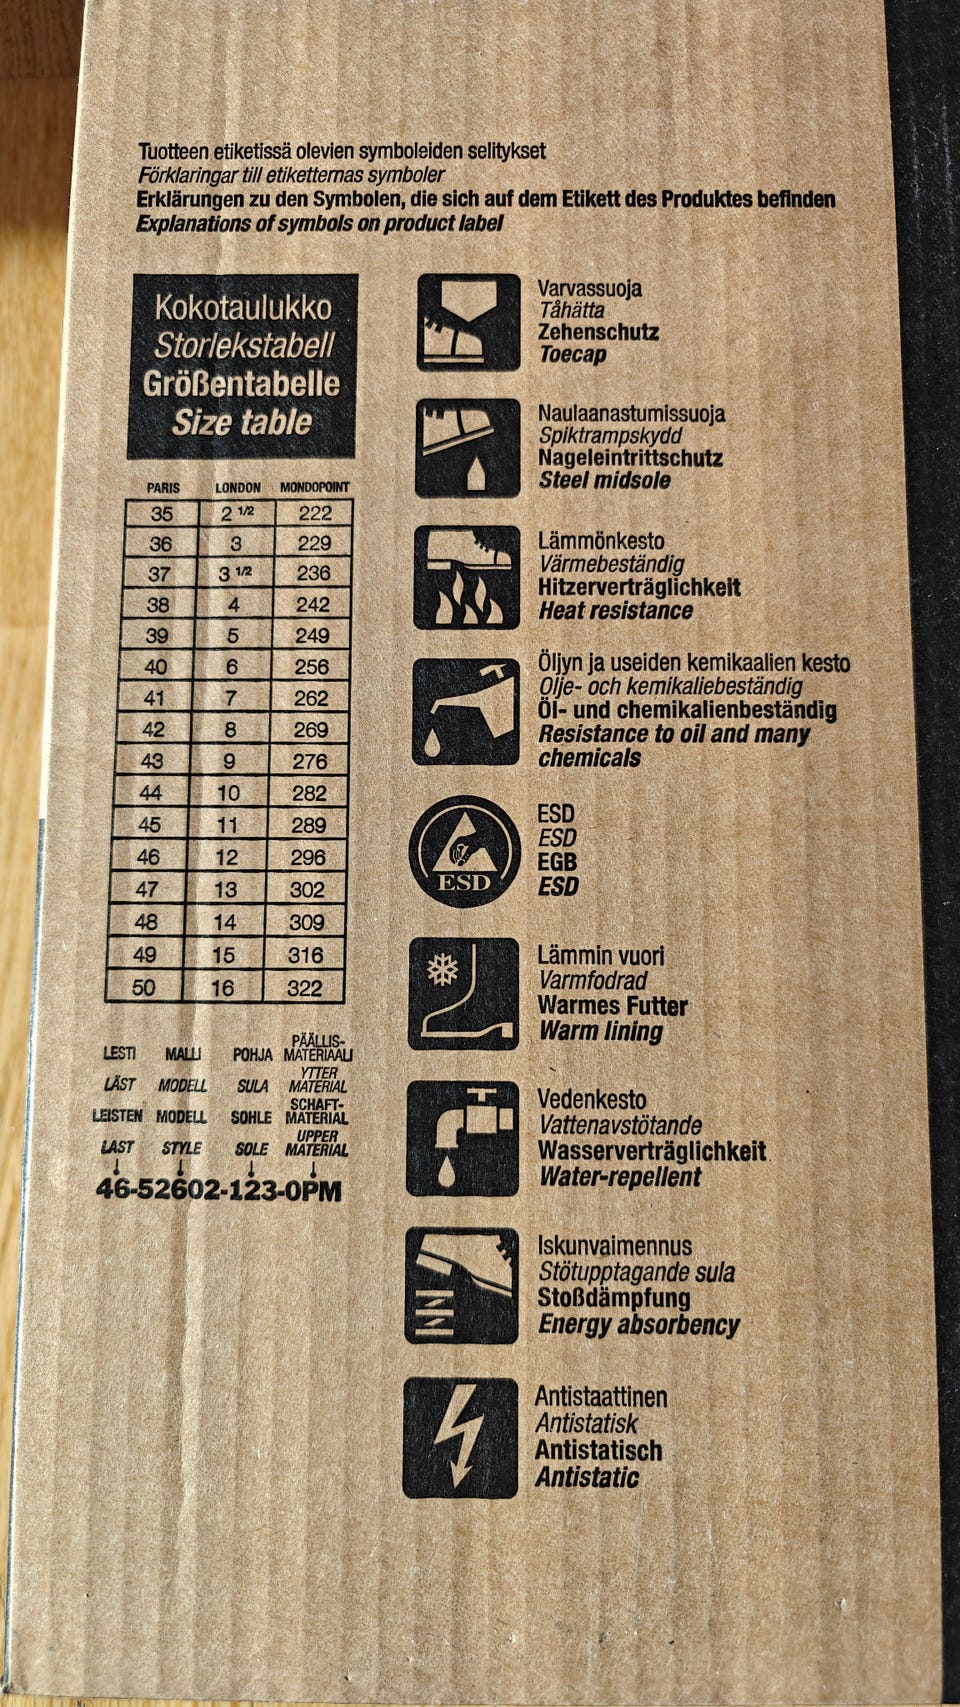 Tuotteen etiketissä olevien symboleiden selitykset
Förklaringar till etiketternas symboler
Erklärungen zu den Symbolen, die sich auf dem Etikett des Produktes befinden
Explanations of symbols on product label
Kokotaulukko
Storlekstabell
Größentabelle
Size table
PARIS LONDON MONDOPOINT
35 2 1/2 222
36 3 229
37 3 1/2 236
38 4 242
39 5 249
40 6 256
41 7 262
42 8 269
43 9 276
44 10 282
45 11 289
46 12 296
47 13 302
48 14 309
49 15 316
50 16 322
LESTI MALLI POHJA PÄÄLLIS-
MATERIAALI
LÄST MODELL SULA YTTER
MATERIAL
LEISTEN MODELL SOHLE SCHAFT-
MATERIAL
LAST STYLE SOLE UPPER
MATERIAL
46-52602-123-0PM
Varvassuoja
Tåhätta
Zehenschutz
Toecap
Naulaanastumissuoja
Spiktrampskydd
Nageleintrittschutz
Steel midsole
Lämmönkesto
Värmebeständig
Hitzerverträglichkeit
Heat resistance
Öljyn ja useiden kemikaalien kesto
Olje- och kemikaliebeständig
Öl- und chemikalienbeständig
Resistance to oil and many
chemicals
ESD
ESD
ESD
EGB
ESD
Lämmin vuori
Varmfodrad
Warmes Futter
Warm lining
Vedenkesto
Vattenavstötande
Wasserverträglichkeit
Water-repellent
Iskunvaimennus
Stötupptagande sula
Stoßdämpfung
Energy absorbency
Antistaattinen
Antistatisk
Antistatisch
Antistatic